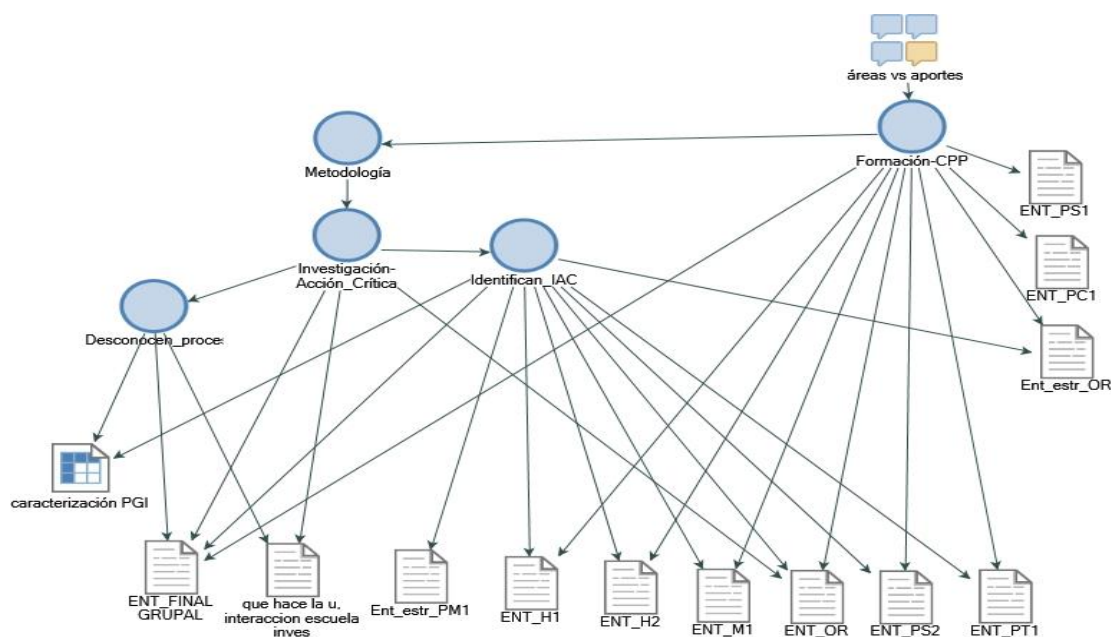 áreas vs aportes
Formación-CPP
Metodología
ENT_PS1
Investigación-
Acción_Crítica
Identifican_IAC
ENT_PC1
Desconocen_proces
Ent_estr_OR
caracterización PGI
ENT_FINAL
GRUPAL
que hace la u,
interaccion escuela
inves
Ent_estr_PM1
ENT_H1
ENT_H2
ENT_M1
ENT_OR
ENT_PS2
ENT_PT1